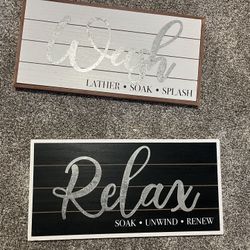 Wash
LATHER • SOAK • SPLASH
Relax
SOAK • UNWIND • RENEW